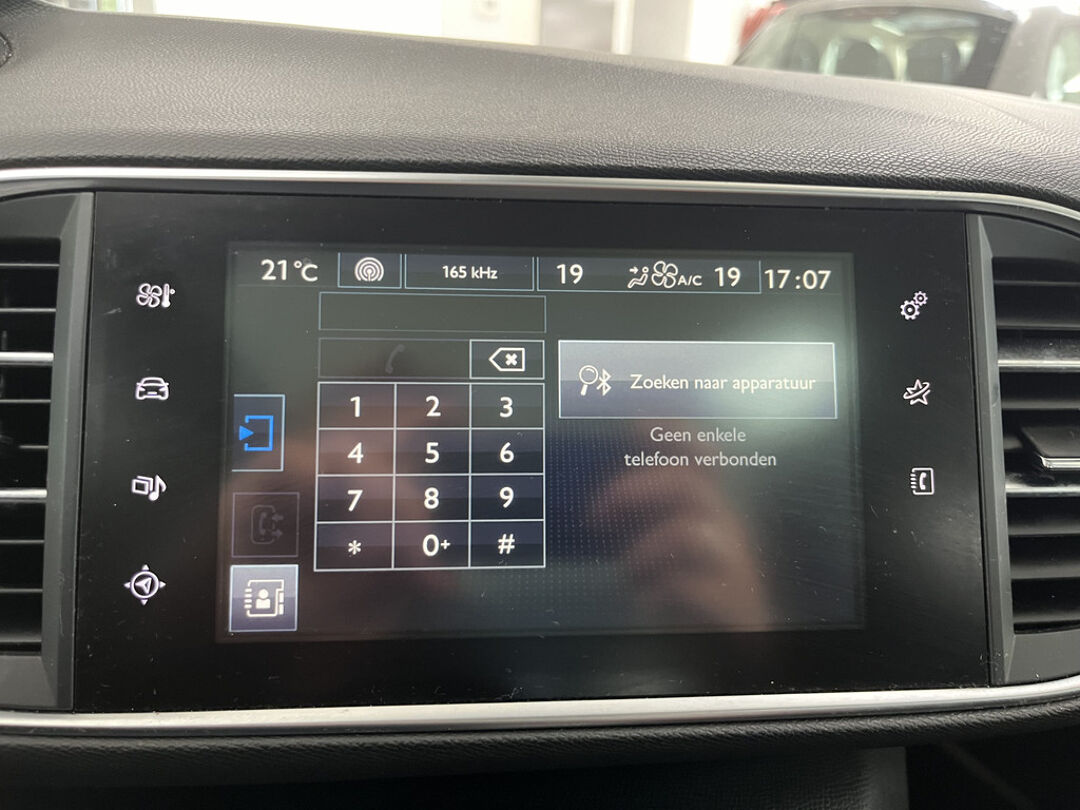 21 °C 165 kHz 19 A/C 19 17:07
Zoeken naar apparatuur
Geen enkele
telefoon verbonden
1 2 3
4 5 6
7 8 9
* 0+ #